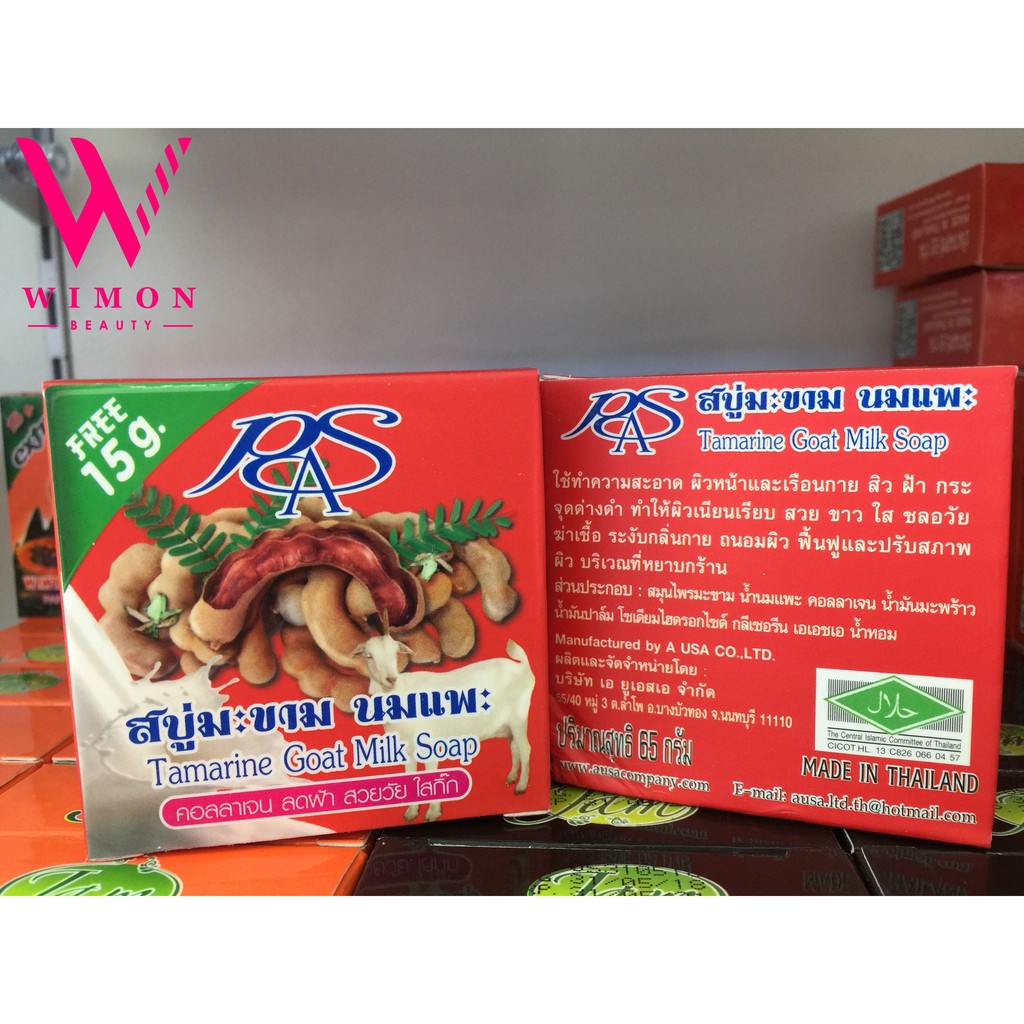 WIMON
BEAUTY
FREE
15g.
PSA
สบู่มะขาม นมแพะ
Tamarine Goat Milk Soap
คอลลาเจน ลดฝ้า สวยวัย ใสกิ๊ก
PSA
สบู่มะขาม นมแพะ
Tamarine Goat Milk Soap
ใช้ทำความสะอาด ผิวหน้าและเรือนกาย สิว ฝ้า กระ
จุดด่างดำ ทำให้ผิวเนียนเรียบ สวย ขาว ใส ชลอวัย
ฆ่าเชื้อ ระงับกลิ่นกาย ถนอมผิว ฟื้นฟูและปรับสภาพ
ผิว บริเวณที่หยาบกร้าน
ส่วนประกอบ : สมุนไพรมะขาม น้ำนมแพะ คอลลาเจน น้ำมันมะพร้าว
น้ำมันปาล์ม โซเดียมไฮดรอกไซด์ กลีเซอรีน เอเอชเอ น้ำหอม
Manufactured by A USA CO.,LTD.
ผลิตและจัดจำหน่ายโดย :
บริษัท เอ ยูเอสเอ จำกัด
55/40 หมู่ 3 ต.ลำโพ อ.บางบัวทอง จ.นนทบุรี 11110
ปริมาณสุทธิ 65 กรัม
www.ausacompany.com
حلال
The Central Islamic Committee of Thailand
CICOT.HL. 13 C826 066 04 57
MADE IN THAILAND
E-mail: ausa.ltd.th@hotmail.com
Jam